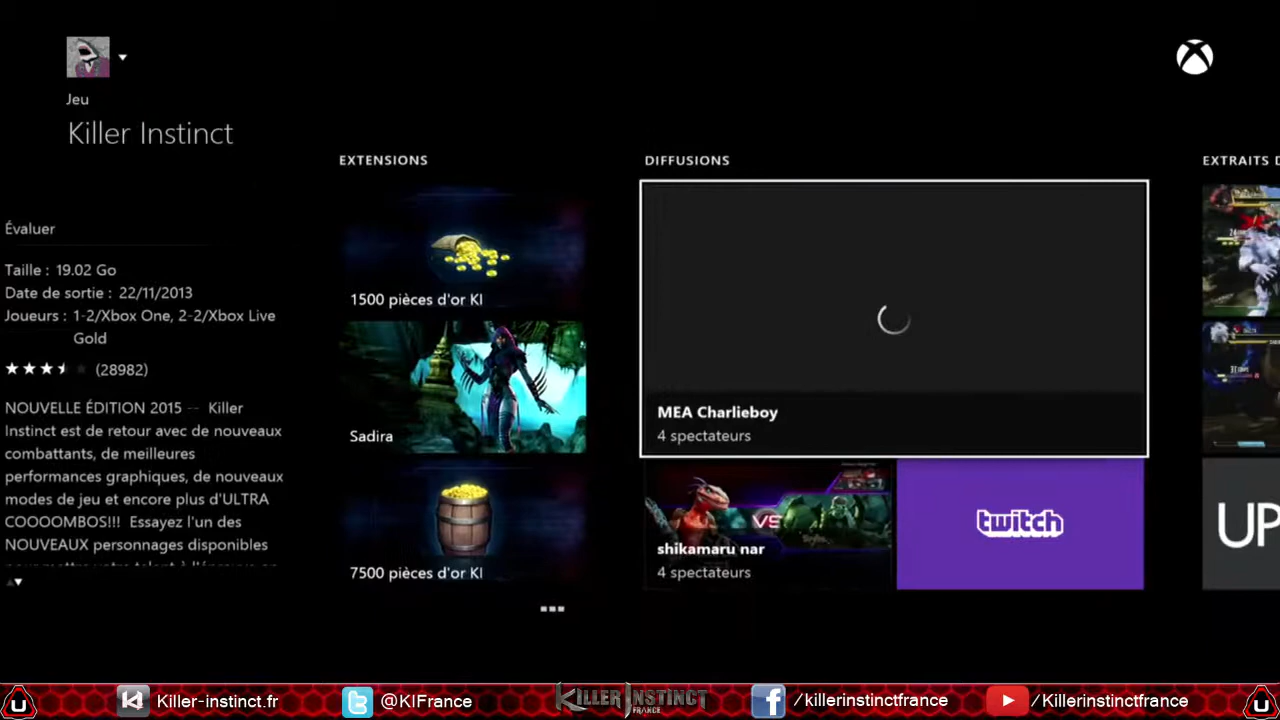 Jeu
Killer Instinct
Évaluer
Taille : 19.02 Go
Date de sortie : 22/11/2013
Joueurs : 1-2/Xbox One, 2-2/Xbox Live
Gold
(28982)
NOUVELLE ÉDITION 2015 -- Killer
Instinct est de retour avec de nouveaux
combattants, de meilleures
performances graphiques, de nouveaux
modes de jeu et encore plus d'ULTRA
COOOOMBOS!!! Essayez l'un des
NOUVEAUX personnages disponibles
EXTENSIONS
1500 pièces d'or KI
Sadira
7500 pièces d'or KI
DIFFUSIONS
MEA Charlieboy
4 spectateurs
VS
shikamaru nar
4 spectateurs
twitch
EXTRAITS D
UP
Killer-instinct.fr
@KIFrance
KILLER INSTINCT
FRANCE
/killerinstinctfrance
/Killerinstinctfrance